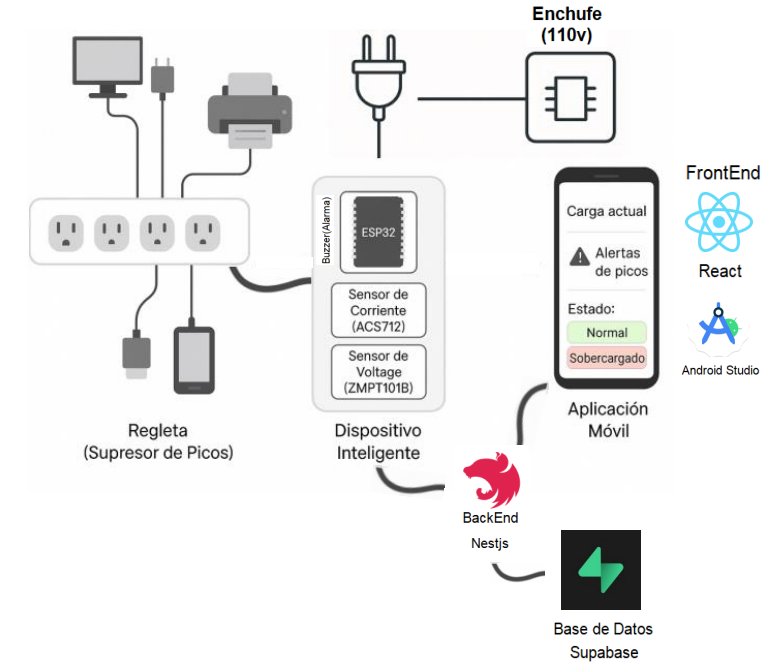 Enchufe
(110v)
Buzzer(Alarma)
ESP32
Sensor de
Corriente
(ACS712)
Sensor de
Voltage
(ZMPT101B)
Regleta
(Supresor de Picos)
Dispositivo
Inteligente
Carga actual
Alertas
de picos
Estado:
Normal
Sobercargado
Aplicación
Móvil
FrontEnd
React
Android Studio
BackEnd
Nestjs
Base de Datos
Supabase